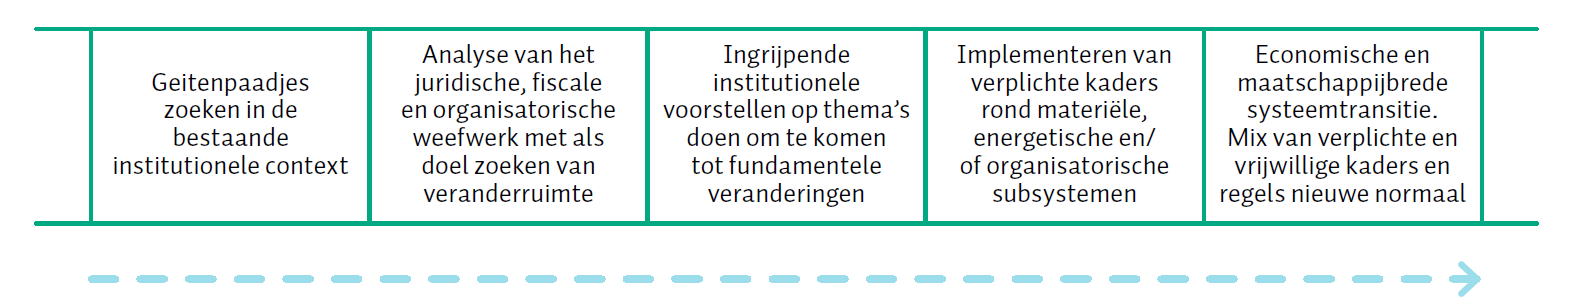 Geitenpaadjes
zoeken in de
bestaande
institutionele context
Analyse van het
juridische, fiscale
en organisatorische
weefwerk met als
doel zoeken van
veranderruimte
Ingrijpende
institutionele
voorstellen op thema’s
doen om te komen
tot fundamentele
veranderingen
Implementeren van
verplichte kaders
rond materiële,
energetische en/
of organisatorische
subsystemen
Economische en
maatschappijbrede
systeemtransitie.
Mix van verplichte en
vrijwillige kaders en
regels nieuwe normaal